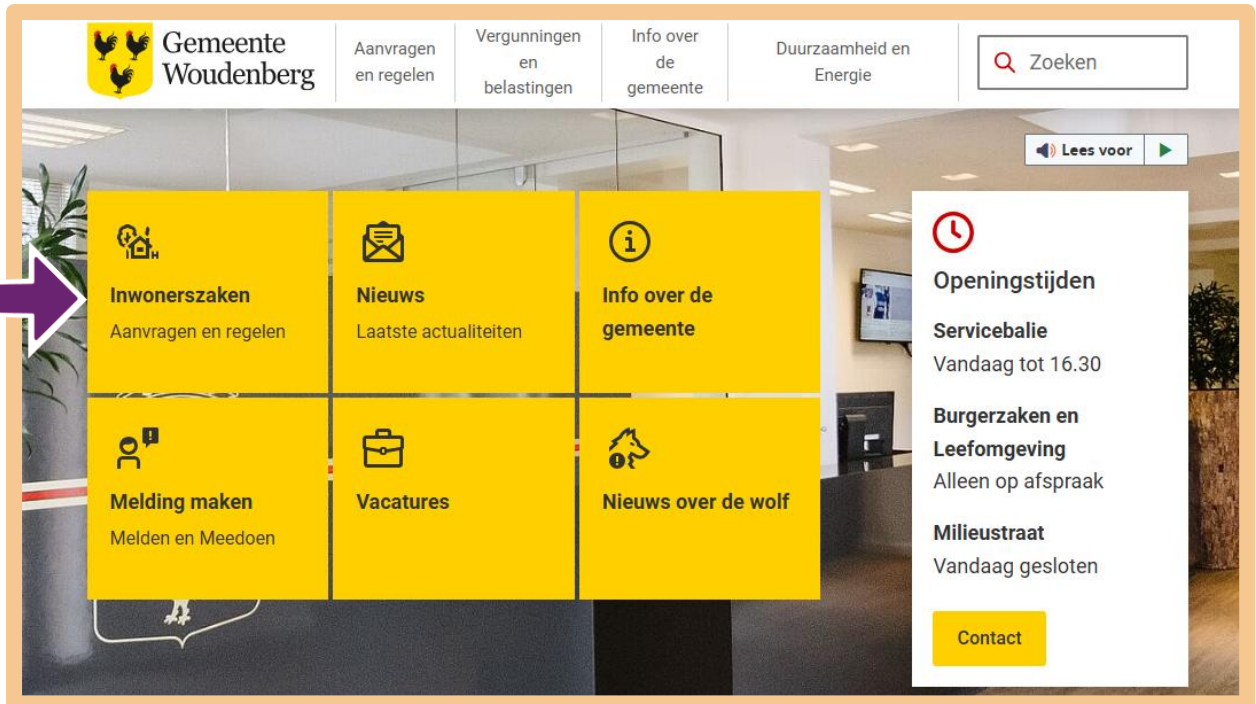 Gemeente
Woudenberg
Aanvragen
en regelen
Vergunningen
en
belastingen
Info over
de
gemeente
Duurzaamheid en
Energie
Zoeken
Lees voor
Inwonerszaken
Aanvragen en regelen
Nieuws
Laatste actualiteiten
Info over de
gemeente
Melding maken
Melden en Meedoen
Vacatures
Nieuws over de wolf
Openingstijden
Servicebalie
Vandaag tot 16.30
Burgerzaken en
Leefomgeving
Alleen op afspraak
Milieustraat
Vandaag gesloten
Contact